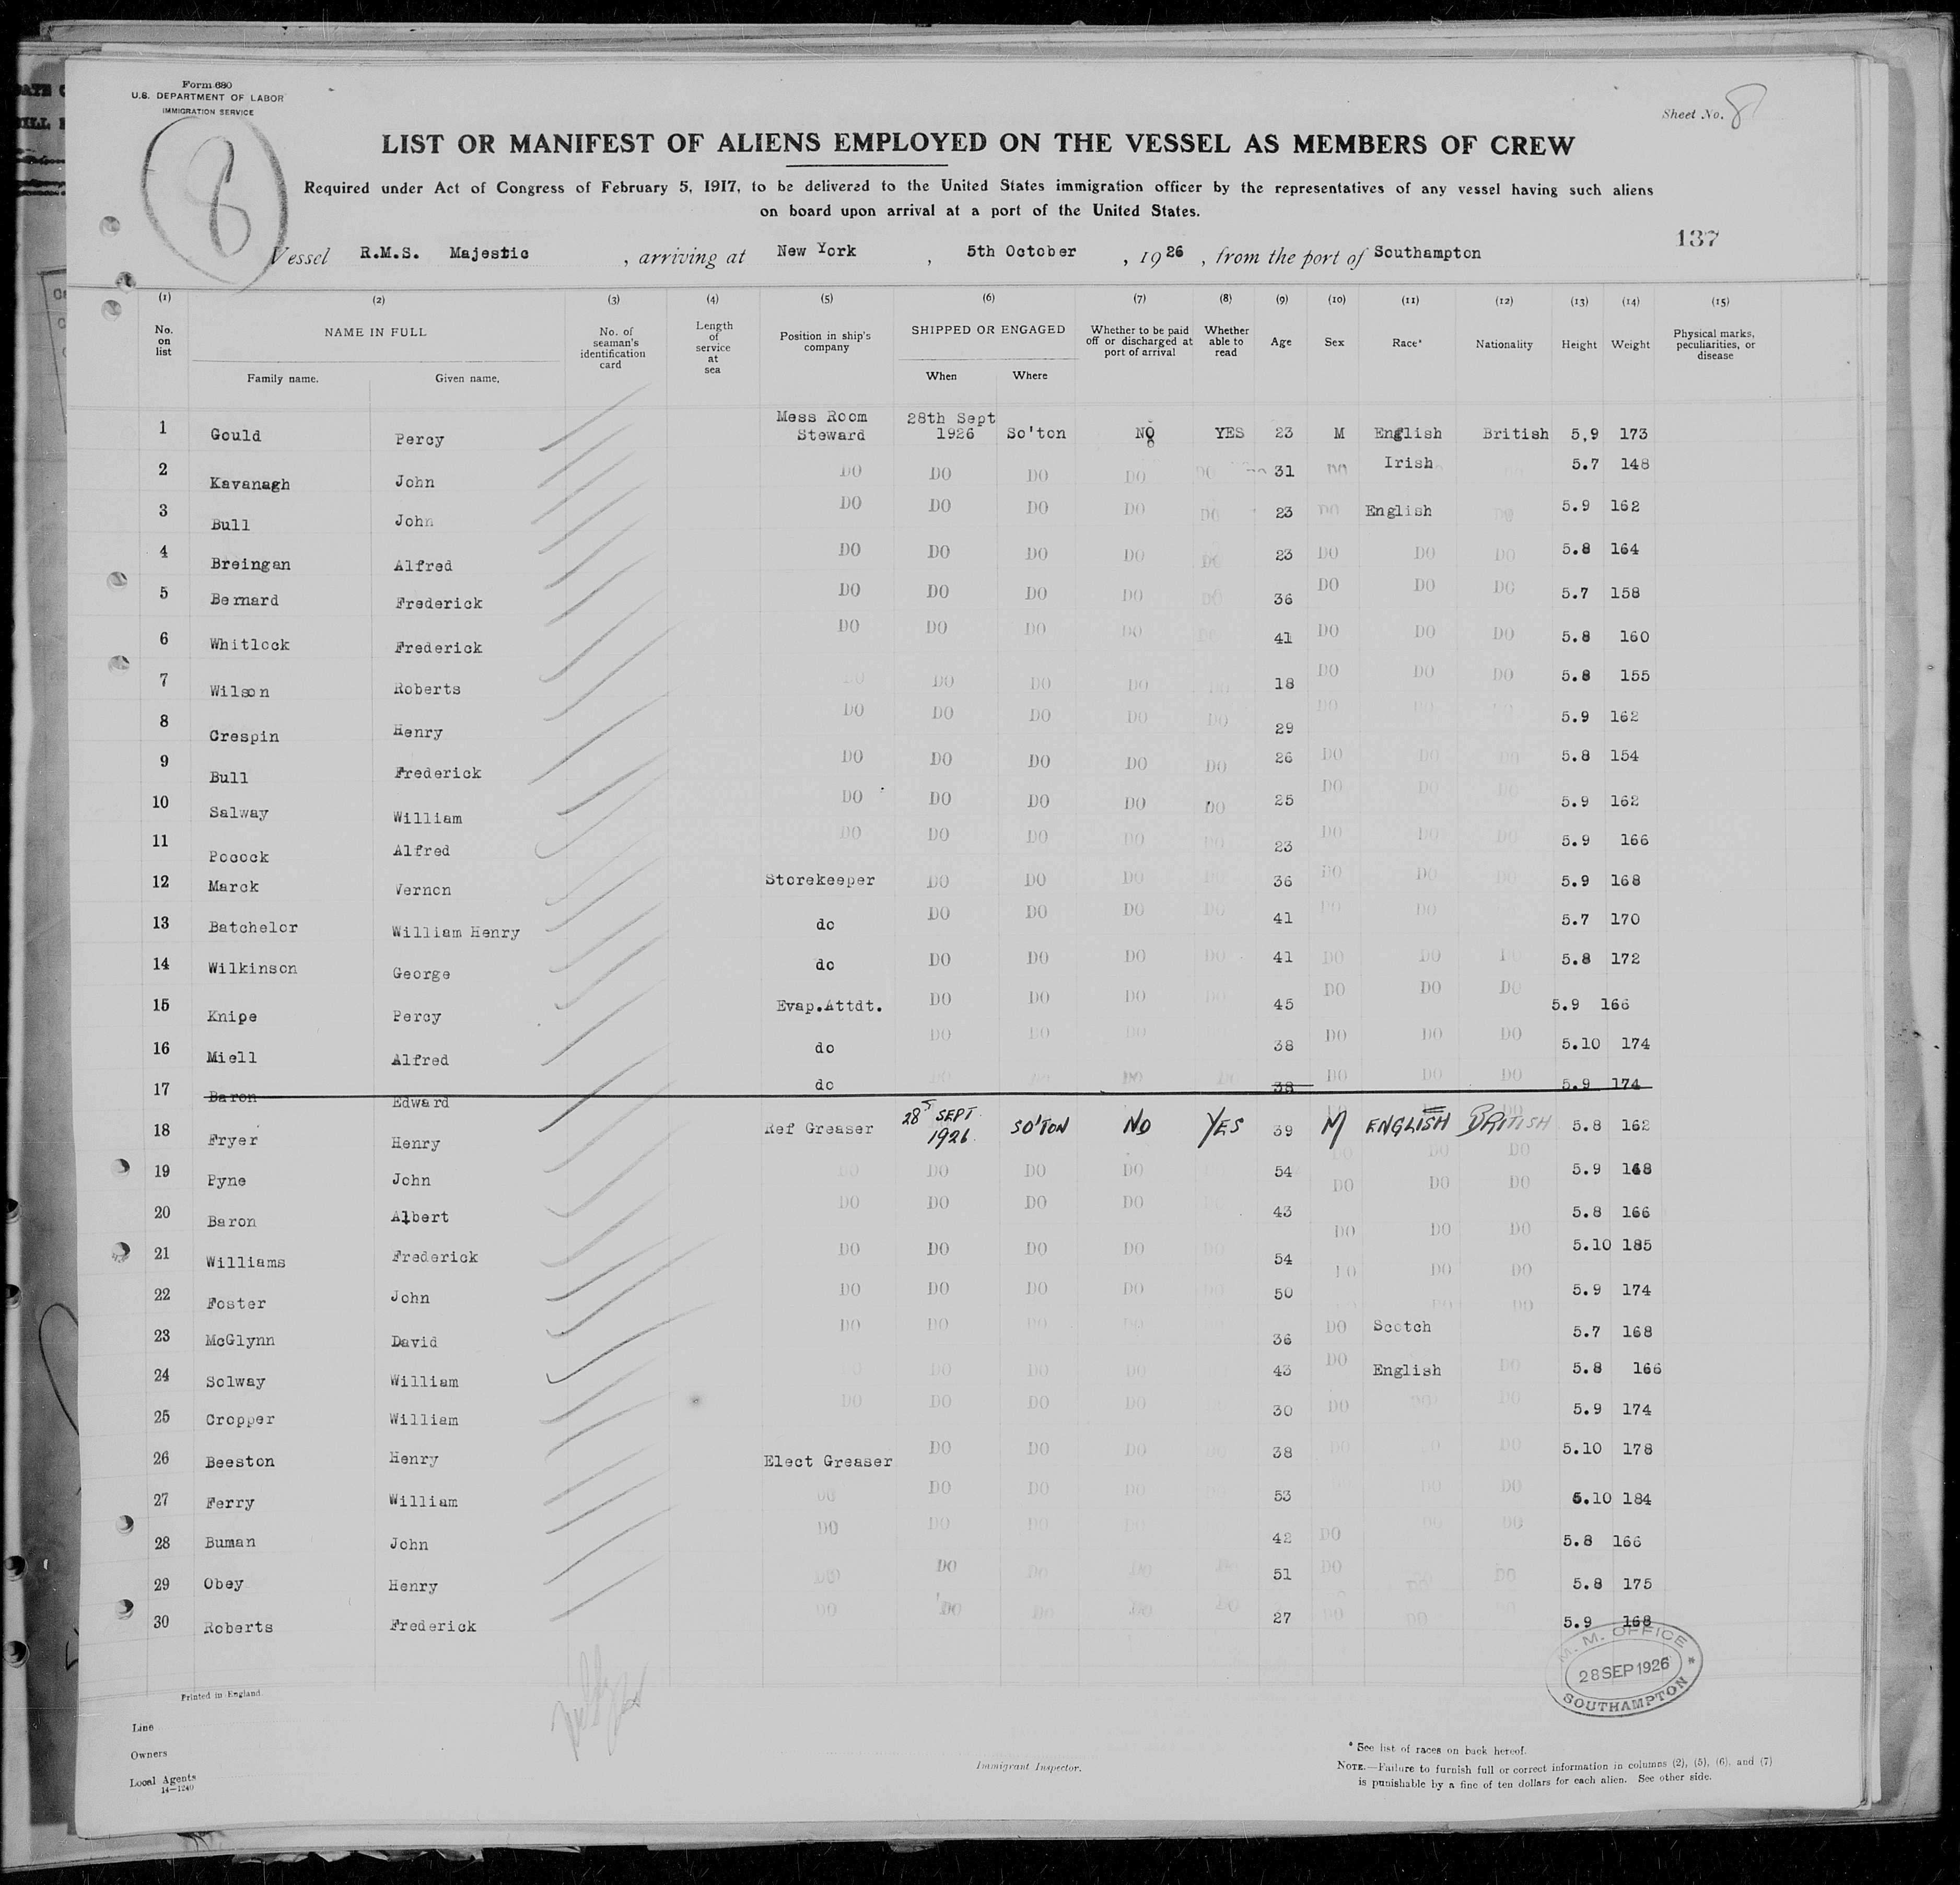 Form 680
U.S. DEPARTMENT OF LABOR
IMMIGRATION SERVICE
Sheet No. 8
8
LIST OR MANIFEST OF ALIENS EMPLOYED ON THE VESSEL AS MEMBERS OF CREW
Required under Act of Congress of February 5, 1917, to be delivered to the United States immigration officer by the representatives of any vessel having such aliens
on board upon arrival at a port of the United States.
137
Vessel R.M.S. Majestic , arriving at New York , 5th October , 1926 , from the port of Southampton
(1) (2) (3) (4) (5) (6) (7) (8) (9) (10) (11) (12) (13) (14) (15)
No. on list NAME IN FULL Family name. Given name. No. of seaman's identification card Length of service at sea Position in ship's company SHIPPED OR ENGAGED When Where Whether to be paid off or discharged at port of arrival Whether able to read Age Sex Race* Nationality Height Weight Physical marks, peculiarities, or disease
1 Gould Percy Mess Room Steward 28th Sept 1926 So'ton NO YES 23 M English British 5,9 173
2 Kavanagh John DO DO DO DO DO 31 DO Irish DO 5.7 148
3 Bull John DO DO DO DO DO 23 DO English DO 5.9 162
4 Breingan Alfred DO DO DO DO DO 23 DO DO DO 5.8 164
5 Bernard Frederick DO DO DO DO DO 36 DO DO DO 5.7 158
6 Whitlock Frederick DO DO DO DO DO 41 DO DO DO 5.8 160
7 Wilson Roberts DO DO DO DO DO 18 DO DO DO 5.8 155
8 Crespin Henry DO DO DO DO DO 29 DO DO DO 5.9 162
9 Bull Frederick DO DO DO DO DO 26 DO DO DO 5.8 154
10 Salway William DO DO DO DO DO 25 DO DO DO 5.9 162
11 Pocock Alfred DO DO DO DO DO 23 DO DO DO 5.9 166
12 Marck Vernon Storekeeper DO DO DO DO 36 DO DO DO 5.9 168
13 Batchelor William Henry do DO DO DO DO 41 DO DO 5.7 170
14 Wilkinson George do DO DO DO DO 41 DO DO DO 5.8 172
15 Knipe Percy Evap.Attdt. DO DO DO DO 45 DO DO DO 5.9 166
16 Miell Alfred do DO DO DO 38 DO DO DO 5.10 174
17 Baron Edward do DO DO DO DO 38 DO DO DO 5.9 174
18 Fryer Henry Ref Greaser 28th SEPT 1926 SO'TON NO YES 39 M ENGLISH BRITISH 5.8 162
19 Pyne John DO DO DO DO 54 DO DO DO 5.9 168
20 Baron Albert DO DO DO DO DO 43 DO DO DO 5.8 166
21 Williams Frederick DO DO DO DO DO 54 DO DO DO 5.10 185
22 Foster John DO DO DO DO DO 50 DO DO DO 5.9 174
23 McGlynn David DO DO DO DO 36 DO Scotch DO 5.7 168
24 Solway William DO DO DO DO 43 DO English DO 5.8 166
25 Cropper William DO DO DO DO DO 30 DO DO DO 5.9 174
26 Beeston Henry Elect Greaser DO DO DO DO 38 DO DO DO 5.10 178
27 Ferry William DO DO DO DO DO 53 DO DO 5.10 184
28 Buman John DO DO DO DO 42 DO DO DO 5.8 166
29 Obey Henry DO DO DO DO DO 51 DO DO DO 5.8 175
30 Roberts Frederick DO DO DO DO DO 27 DO DO 5.9 168
M. M. OFFICE
28 SEP 1926
SOUTHAMPTON
Printed in England
Line
Owners
Local Agents
14—1240
Immigrant Inspector.
* See list of races on back hereof.
NOTE.—Failure to furnish full or correct information in columns (2), (5), (6), and (7)
is punishable by a fine of ten dollars for each alien. See other side.